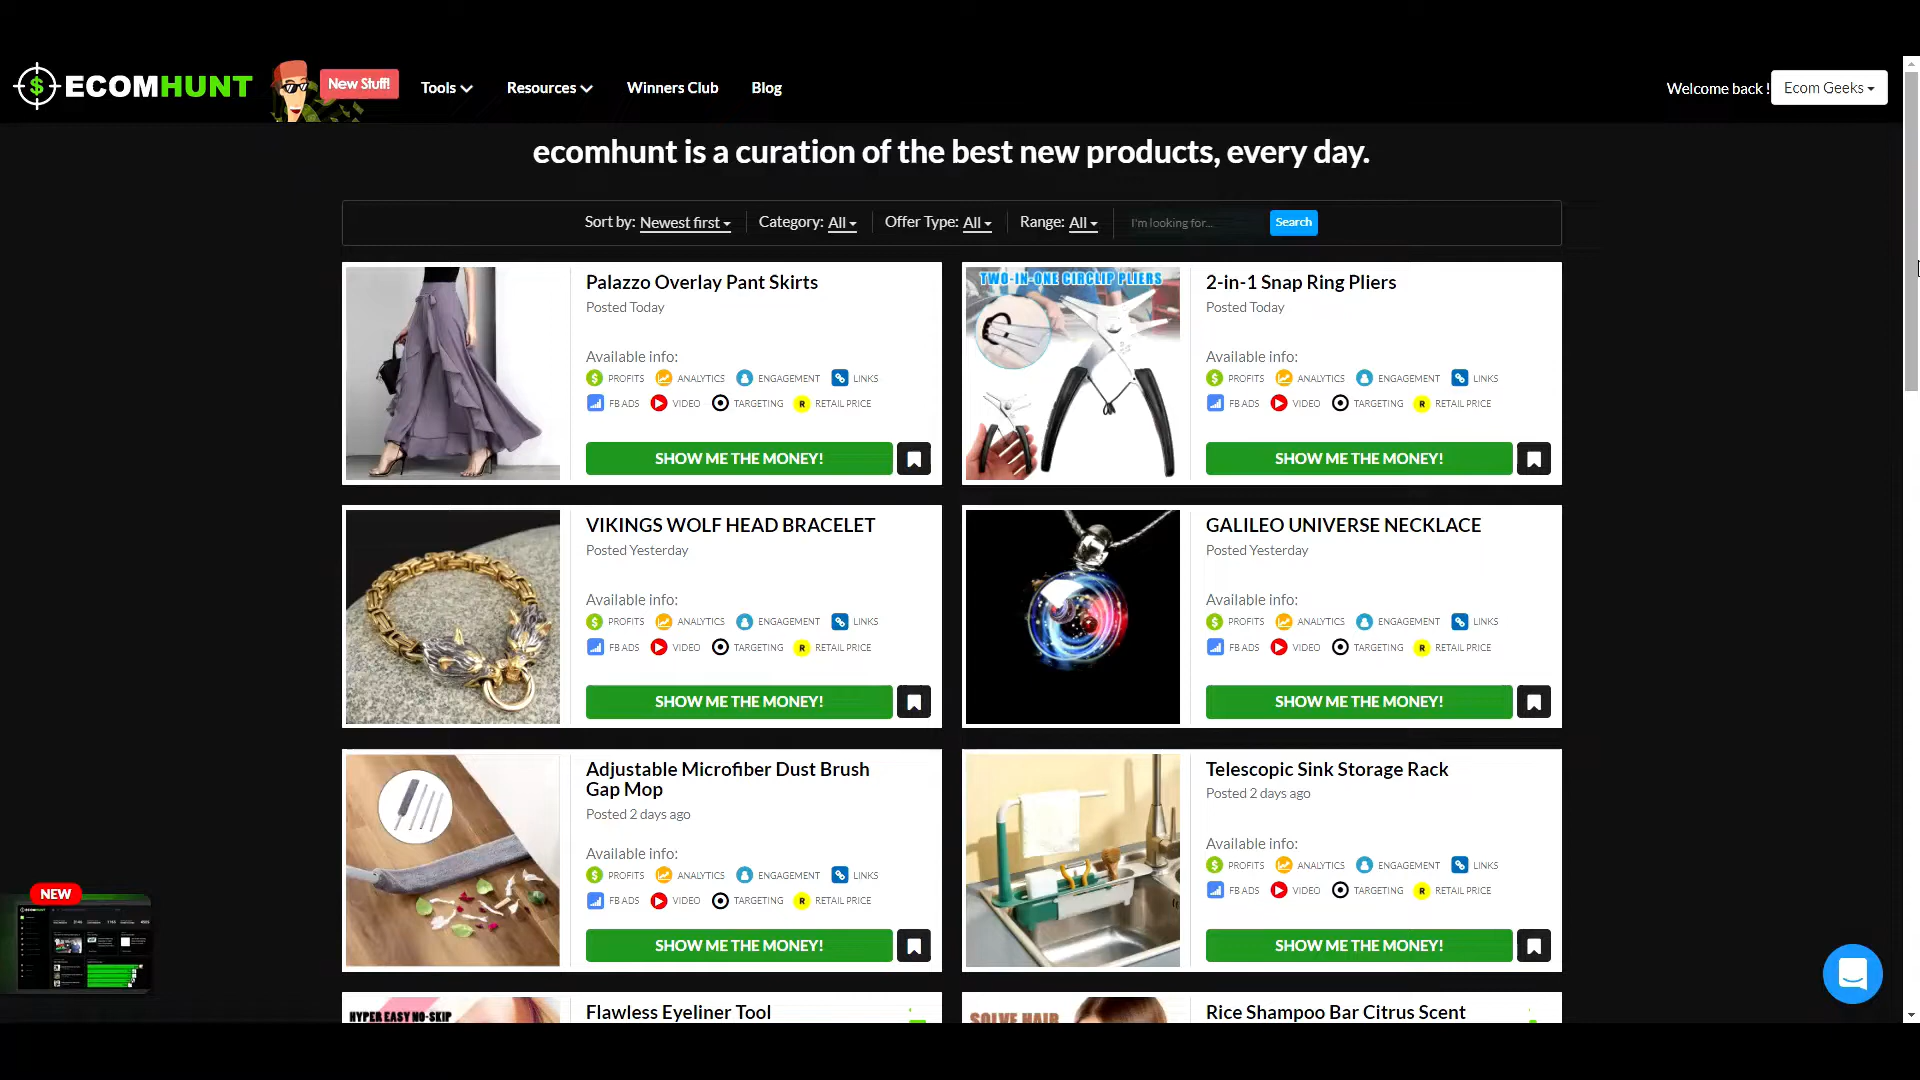 ECOMHUNT
New Stuff!
Tools
Resources
Winners Club
Blog
Welcome back !
Ecom Geeks
ecomhunt is a curation of the best new products, every day.
Sort by: Newest first
Category: All
Offer Type: All
Range: All
I'm looking for...
Search
Palazzo Overlay Pant Skirts
Posted Today
Available info:
PROFITS ANALYTICS ENGAGEMENT LINKS
FB ADS VIDEO TARGETING R RETAIL PRICE
SHOW ME THE MONEY!
TWO-IN-ONE CIRCLIP PLIERS
2-in-1 Snap Ring Pliers
Posted Today
Available info:
PROFITS ANALYTICS ENGAGEMENT LINKS
FB ADS VIDEO TARGETING R RETAIL PRICE
SHOW ME THE MONEY!
VIKINGS WOLF HEAD BRACELET
Posted Yesterday
Available info:
PROFITS ANALYTICS ENGAGEMENT LINKS
FB ADS VIDEO TARGETING R RETAIL PRICE
SHOW ME THE MONEY!
GALILEO UNIVERSE NECKLACE
Posted Yesterday
Available info:
PROFITS ANALYTICS ENGAGEMENT LINKS
FB ADS VIDEO TARGETING R RETAIL PRICE
SHOW ME THE MONEY!
Adjustable Microfiber Dust Brush
Gap Mop
Posted 2 days ago
Available info:
PROFITS ANALYTICS ENGAGEMENT LINKS
FB ADS VIDEO TARGETING R RETAIL PRICE
SHOW ME THE MONEY!
Telescopic Sink Storage Rack
Posted 2 days ago
Available info:
PROFITS ANALYTICS ENGAGEMENT LINKS
FB ADS VIDEO TARGETING R RETAIL PRICE
SHOW ME THE MONEY!
NEW
HYPER EASY NO-SKIP
Flawless Eyeliner Tool
SOLVE HAIR
Rice Shampoo Bar Citrus Scent